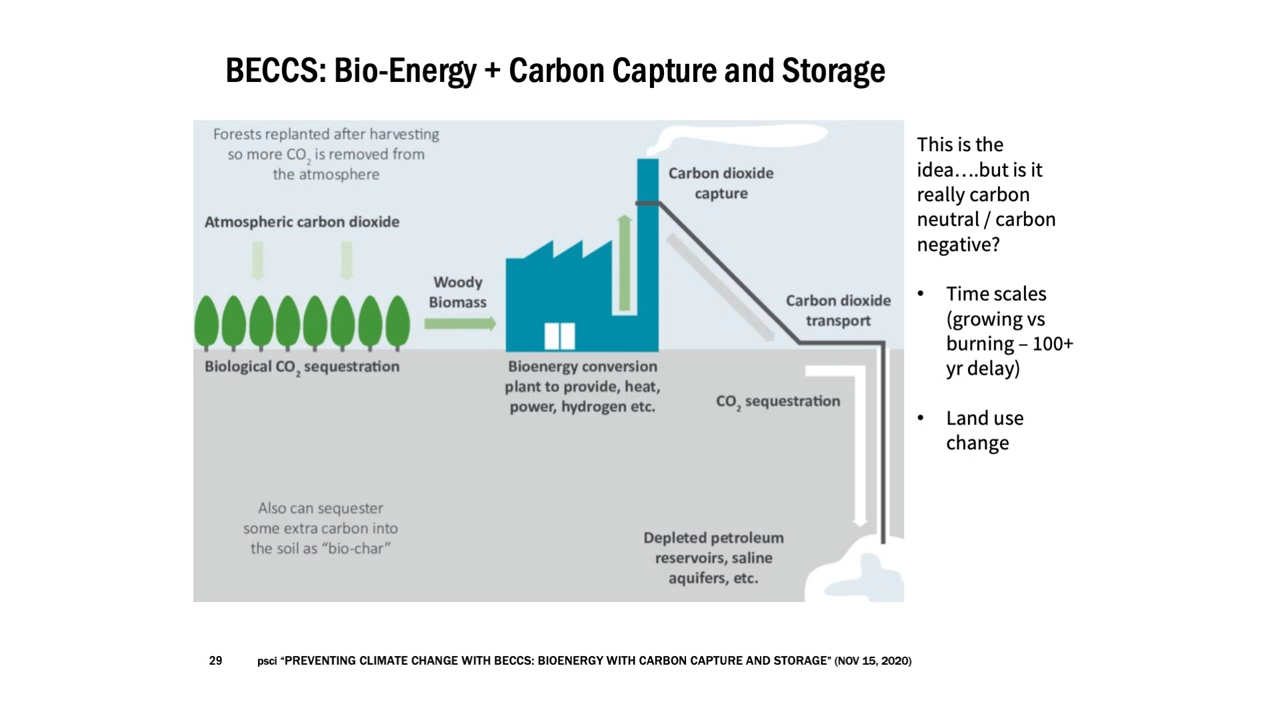 BECCS: Bio-Energy + Carbon Capture and Storage
Forests replanted after harvesting
so more CO₂ is removed from
the atmosphere
Atmospheric carbon dioxide
Woody
Biomass
Carbon dioxide
capture
Carbon dioxide
transport
Biological CO₂ sequestration
Bioenergy conversion
plant to provide, heat,
power, hydrogen etc.
CO₂ sequestration
Also can sequester
some extra carbon into
the soil as “bio-char”
Depleted petroleum
reservoirs, saline
aquifers, etc.
This is the
idea….but is it
really carbon
neutral / carbon
negative?
• Time scales
(growing vs
burning – 100+
yr delay)
• Land use
change
29 psci “PREVENTING CLIMATE CHANGE WITH BECCS: BIOENERGY WITH CARBON CAPTURE AND STORAGE” (NOV 15, 2020)